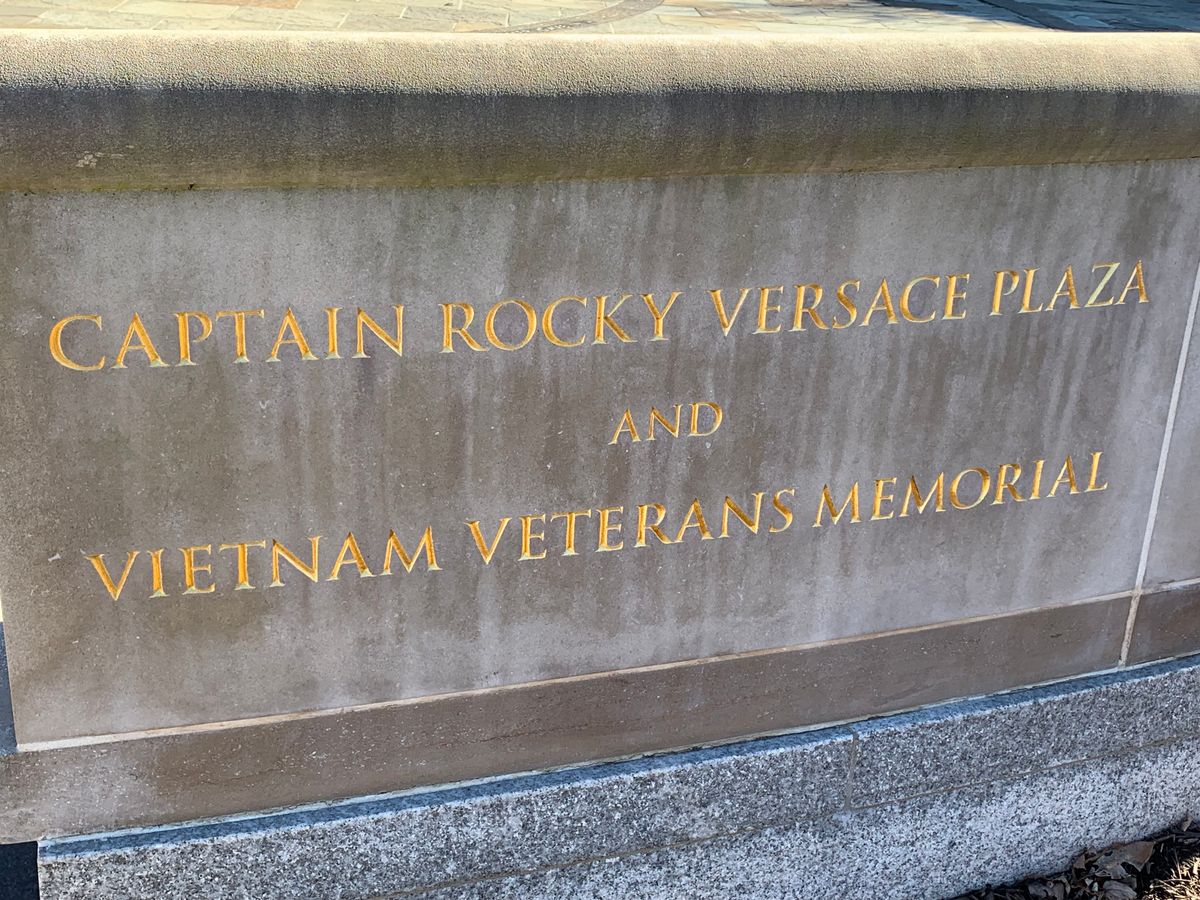 CAPTAIN ROCKY VERSACE PLAZA
AND
VIETNAM VETERANS MEMORIAL